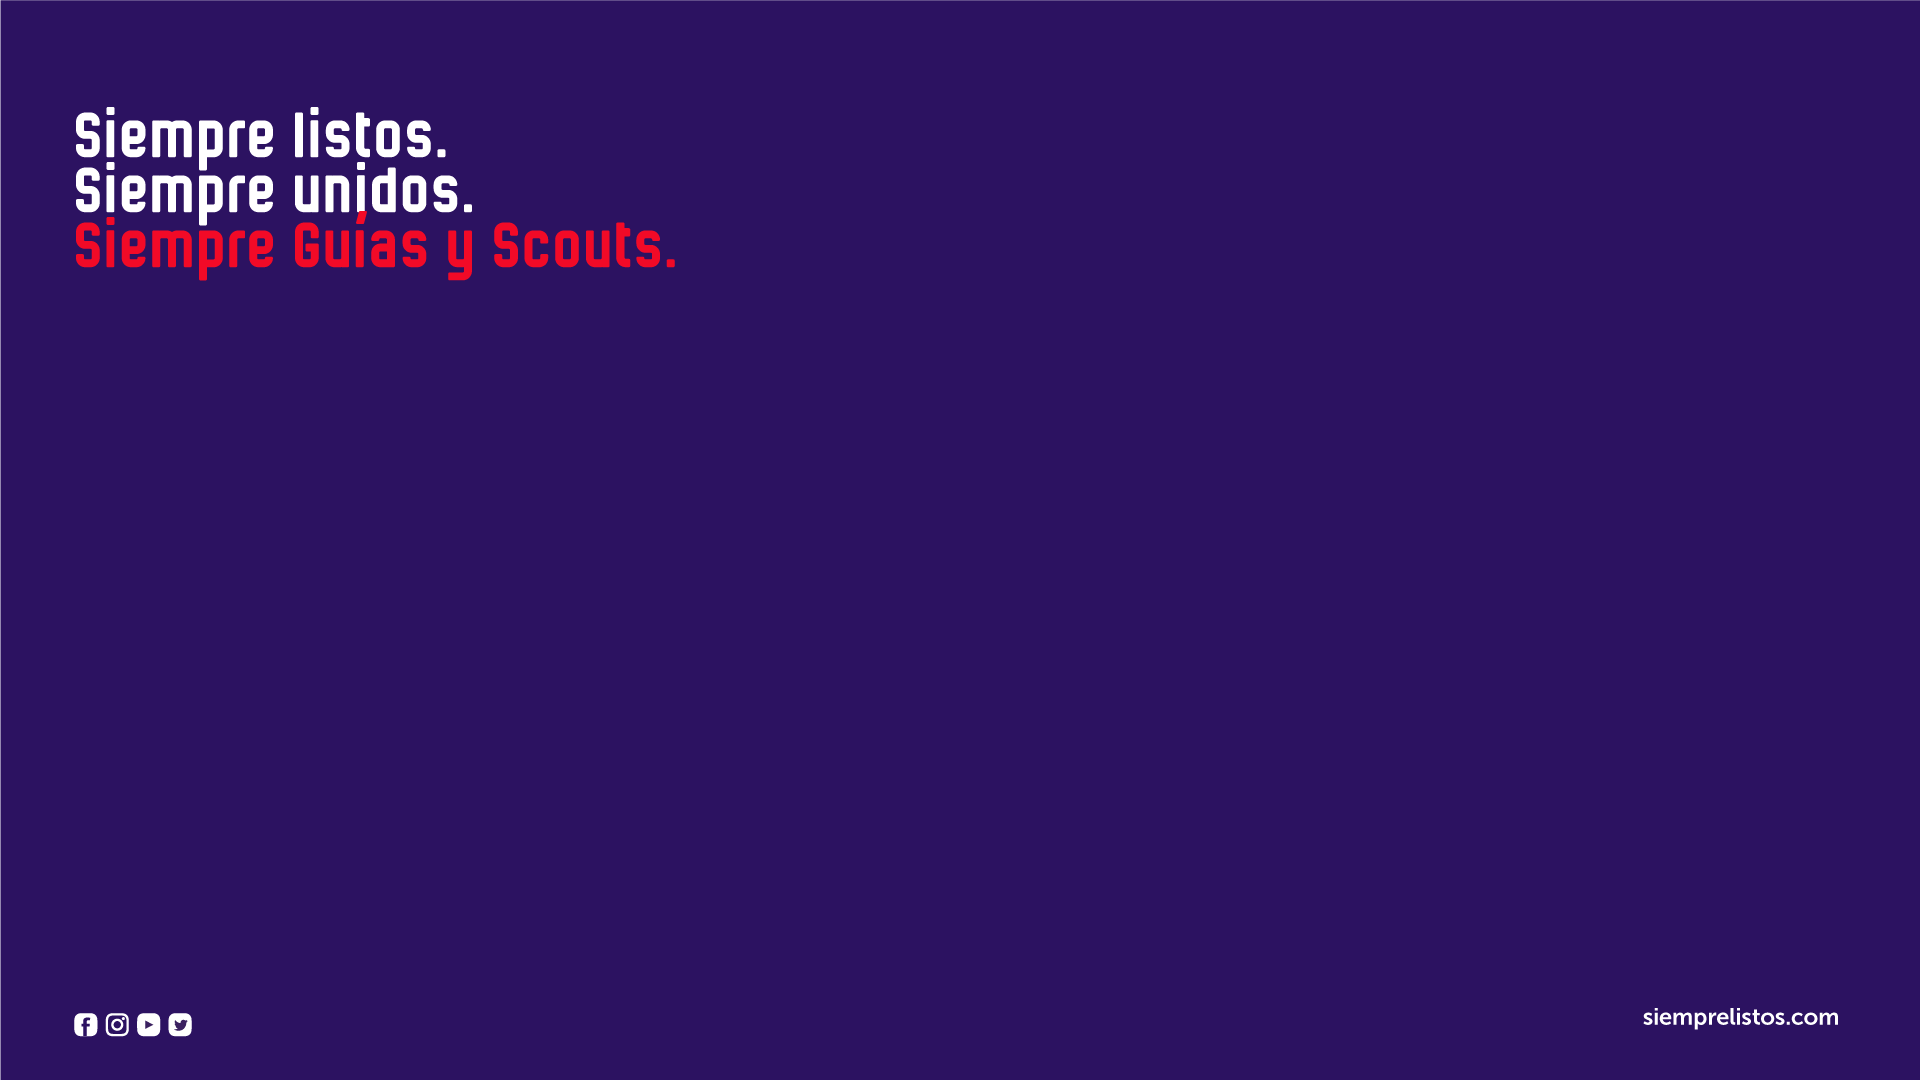 Siempre listos.
Siempre unidos.
Siempre Guías y Scouts.
siemprelistos.com